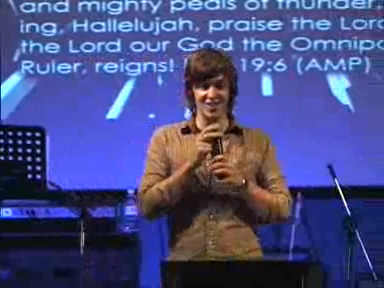 and mighty peals of thunder,
ing, Hallelujah, praise the Lord
the Lord our God the Omnipo
Ruler, reigns! 19:6 (AMP)